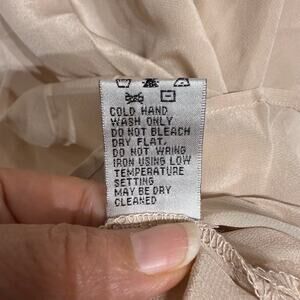 COLD HAND
WASH ONLY
DO NOT BLEACH
DRY FLAT.
DO NOT WRING
IRON USING LOW
TEMPERATURE
SETTING
MAY BE DRY
CLEANED